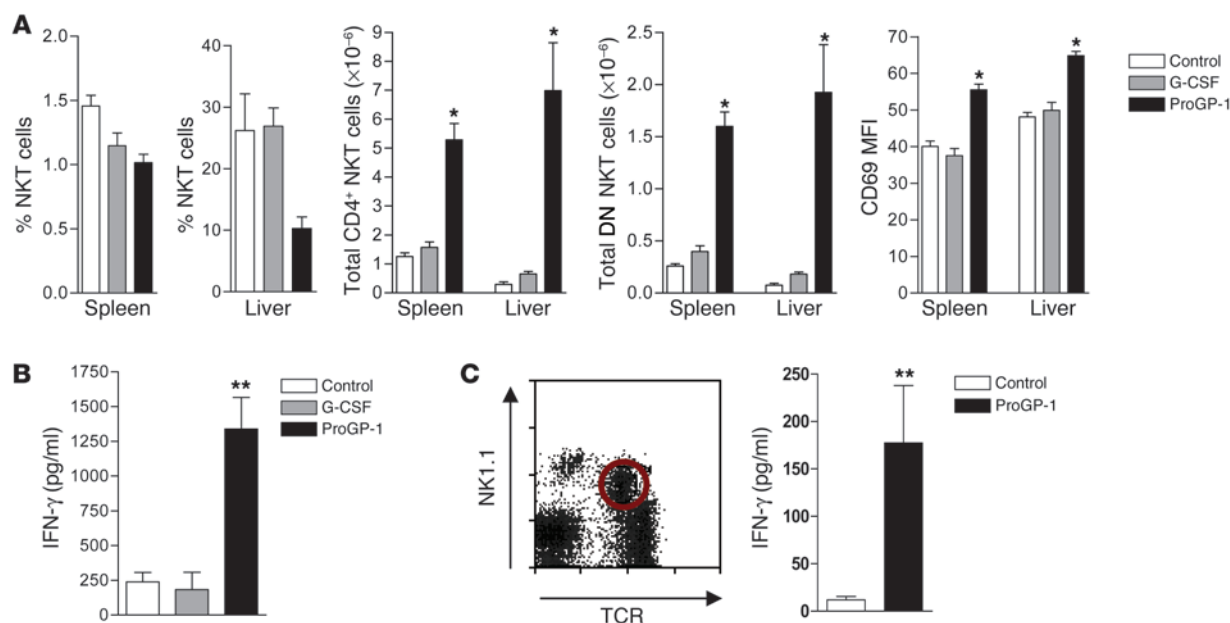 A
% NKT cells
1.5
1.0
0.5
0.0
Spleen
% NKT cells
40
30
20
10
0
Liver
Total CD4⁺ NKT cells (×10⁻⁶)
9
8
7
6
5
4
3
2
1
0
*
*
Spleen Liver
Total DN NKT cells (×10⁻⁶)
2.5
2.0
1.5
1.0
0.5
0.0
*
*
Spleen Liver
CD69 MFI
70
60
50
40
30
20
10
0
*
*
Spleen Liver
Control
G-CSF
ProGP-1
B
IFN-γ (pg/ml)
1750
1500
1250
1000
750
500
250
0
**
Control
G-CSF
ProGP-1
C
NK1.1
TCR
IFN-γ (pg/ml)
250
200
150
100
50
0
**
Control
ProGP-1